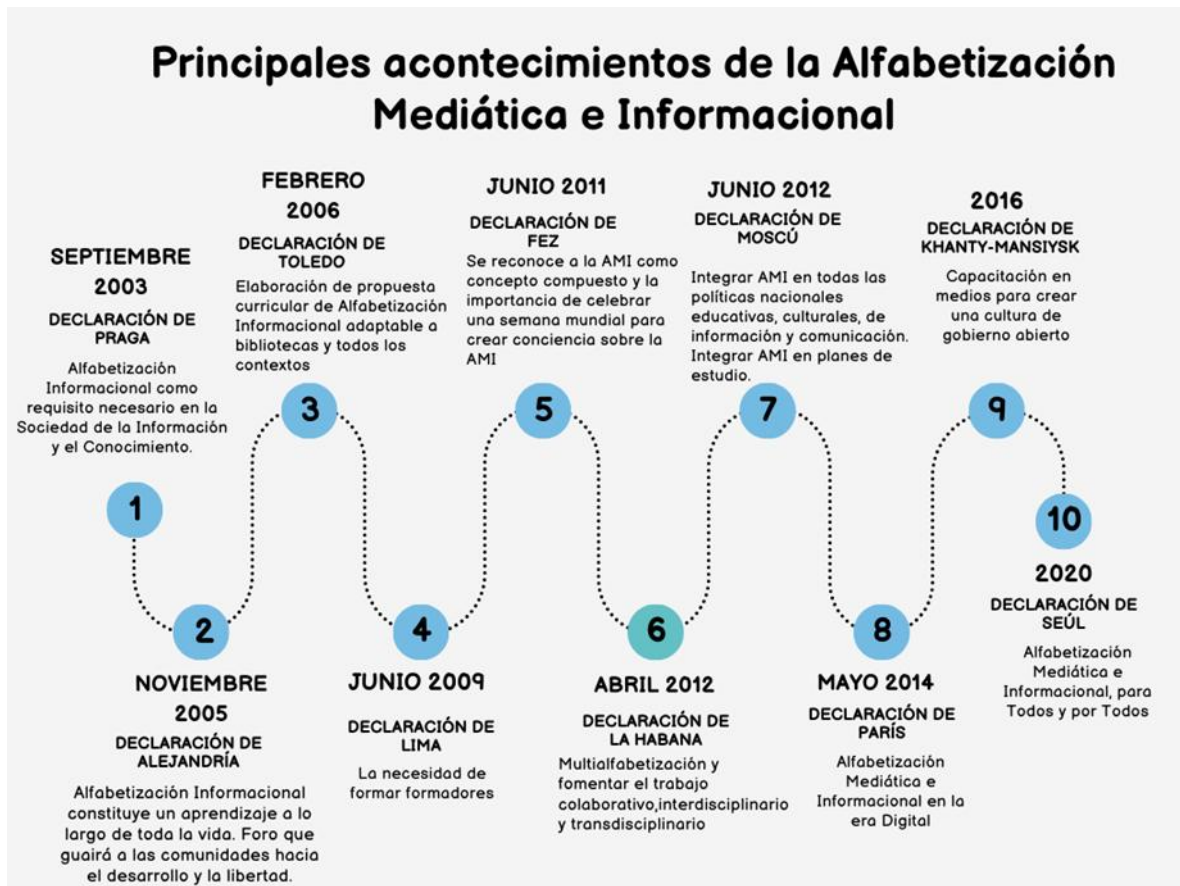 Principales acontecimientos de la Alfabetización
Mediática e Informacional
SEPTIEMBRE
2003
DECLARACIÓN DE
PRAGA
Alfabetización
Informacional como
requisito necesario en la
Sociedad de la Información
y el Conocimiento.
1
2
NOVIEMBRE
2005
DECLARACIÓN DE
ALEJANDRÍA
Alfabetización Informacional
constituye un aprendizaje a lo
largo de toda la vida. Foro que
guairá a las comunidades hacia
el desarrollo y la libertad.
FEBRERO
2006
DECLARACIÓN DE
TOLEDO
Elaboración de propuesta
curricular de Alfabetización
Informacional adaptable a
bibliotecas y todos los
contextos
3
4
JUNIO 2009
DECLARACIÓN DE
LIMA
La necesidad de
formar formadores
JUNIO 2011
DECLARACIÓN DE
FEZ
Se reconoce a la AMI como
concepto compuesto y la
importancia de celebrar
una semana mundial para
crear conciencia sobre la
AMI
5
6
ABRIL 2012
DECLARACIÓN DE
LA HABANA
Multialfabetización y
fomentar el trabajo
colaborativo,interdisciplinario
y transdisciplinario
JUNIO 2012
DECLARACIÓN DE
MOSCÚ
Integrar AMI en todas las
políticas nacionales
educativas, culturales, de
información y comunicación.
Integrar AMI en planes de
estudio.
7
8
MAYO 2014
DECLARACIÓN DE
PARÍS
Alfabetización
Mediática e
Informacional en la
era Digital
2016
DECLARACIÓN DE
KHANTY-MANSIYSK
Capacitación en
medios para crear
una cultura de
gobierno abierto
9
10
2020
DECLARACIÓN DE
SEÚL
Alfabetización
Mediática e
Informacional, para
Todos y por Todos